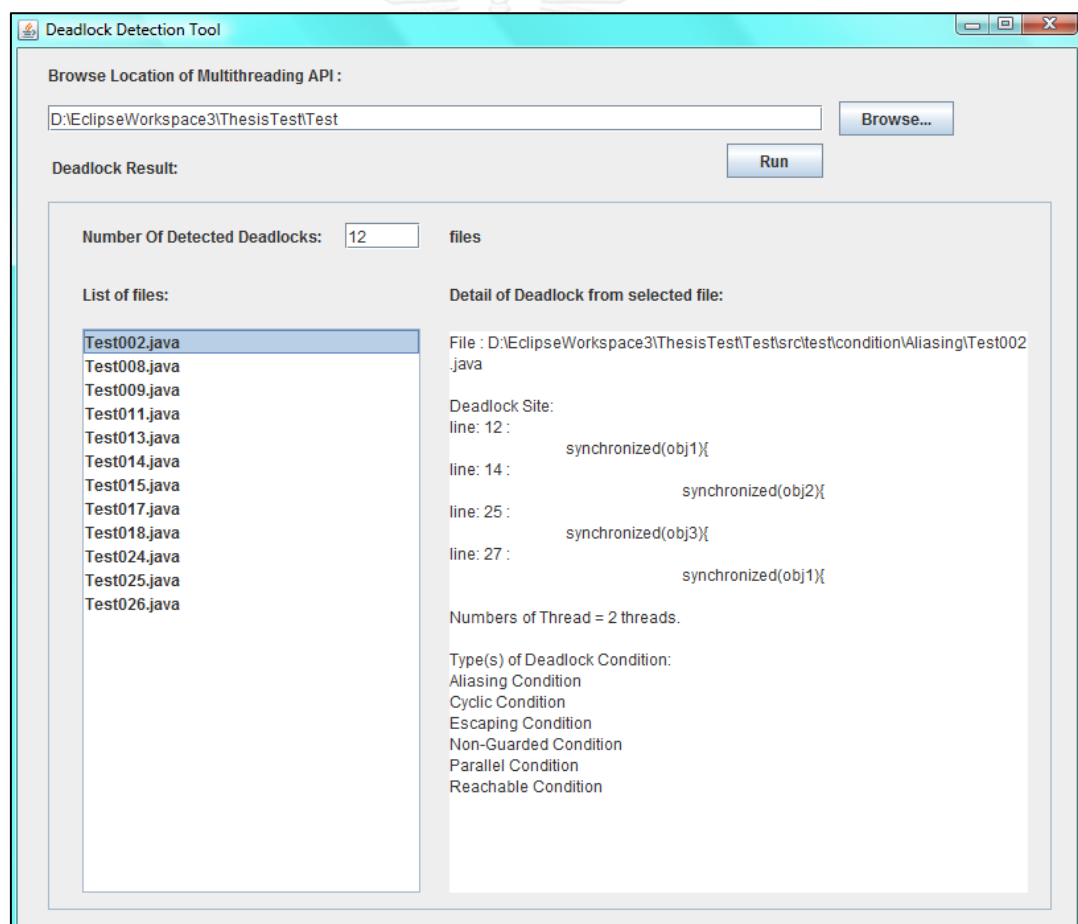 Deadlock Detection Tool
Browse Location of Multithreading API :
D:\EclipseWorkspace3\ThesisTest\Test
Browse...
Run
Deadlock Result:
Number Of Detected Deadlocks: 12 files
List of files:
Test002.java
Test008.java
Test009.java
Test011.java
Test013.java
Test014.java
Test015.java
Test017.java
Test018.java
Test024.java
Test025.java
Test026.java
Detail of Deadlock from selected file:
File : D:\EclipseWorkspace3\ThesisTest\Test\src\test\condition\Aliasing\Test002
.java
Deadlock Site:
line: 12 :
synchronized(obj1){
line: 14 :
synchronized(obj2){
line: 25 :
synchronized(obj3){
line: 27 :
synchronized(obj1){
Numbers of Thread = 2 threads.
Type(s) of Deadlock Condition:
Aliasing Condition
Cyclic Condition
Escaping Condition
Non-Guarded Condition
Parallel Condition
Reachable Condition